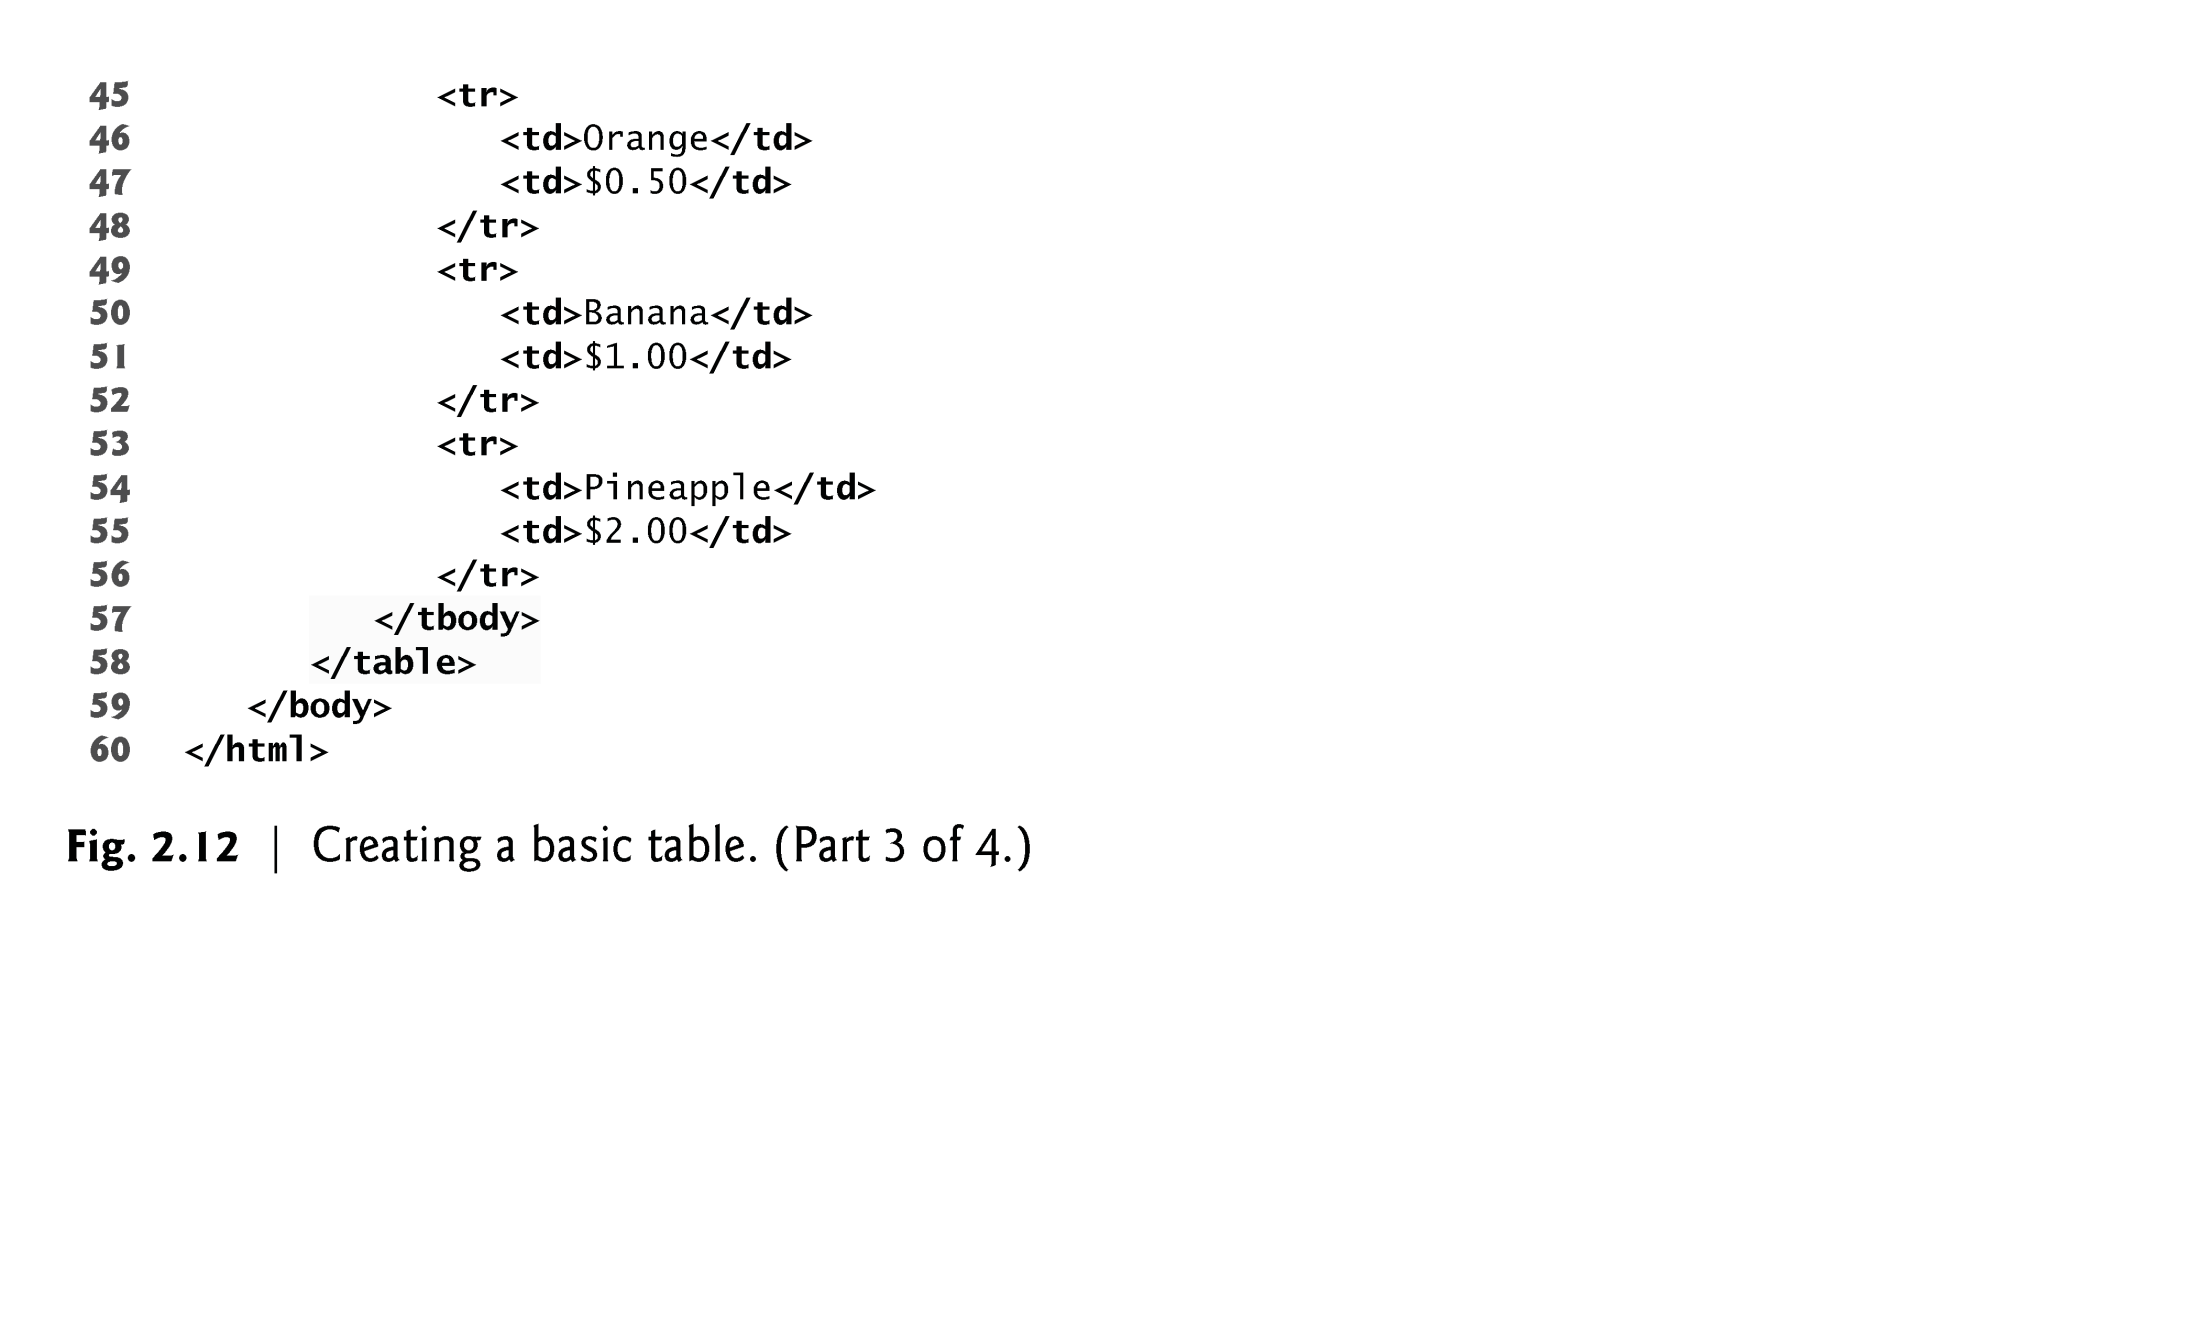 45 <tr>
46 <td>Orange</td>
47 <td>$0.50</td>
48 </tr>
49 <tr>
50 <td>Banana</td>
51 <td>$1.00</td>
52 </tr>
53 <tr>
54 <td>Pineapple</td>
55 <td>$2.00</td>
56 </tr>
57 </tbody>
58 </table>
59 </body>
60 </html>
Fig. 2.12 | Creating a basic table. (Part 3 of 4.)